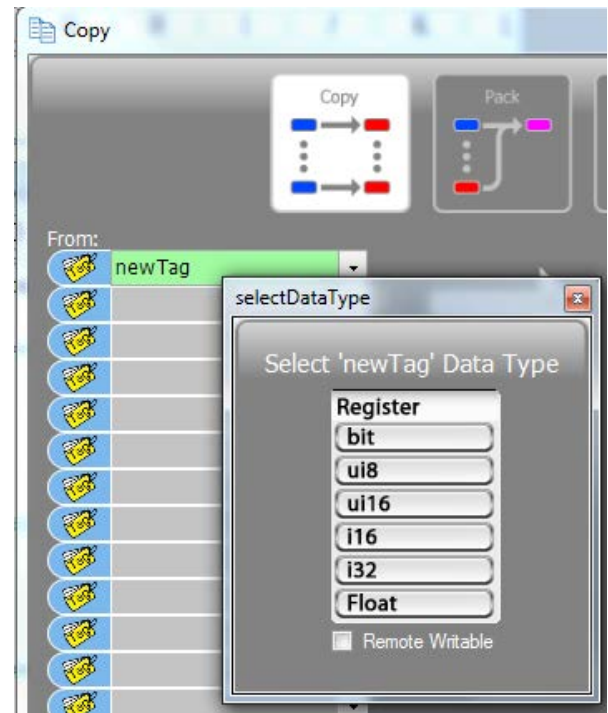 Copy
Copy
Pack
From:
newTag
selectDataType
Select 'newTag' Data Type
Register
bit
ui8
ui16
i16
i32
Float
Remote Writable